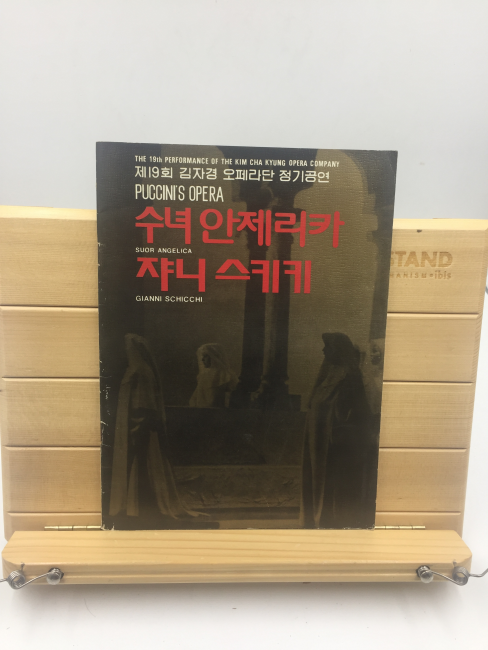 THE 19th PERFORMANCE OF THE KIM CHA KYUNG OPERA COMPANY
제19회 김자경 오페라단 정기공연
PUCCINI'S OPERA
수녀 안제리카
SUOR ANGELICA
쟈니 스키키
GIANNI SCHICCHI
STAND
ibis